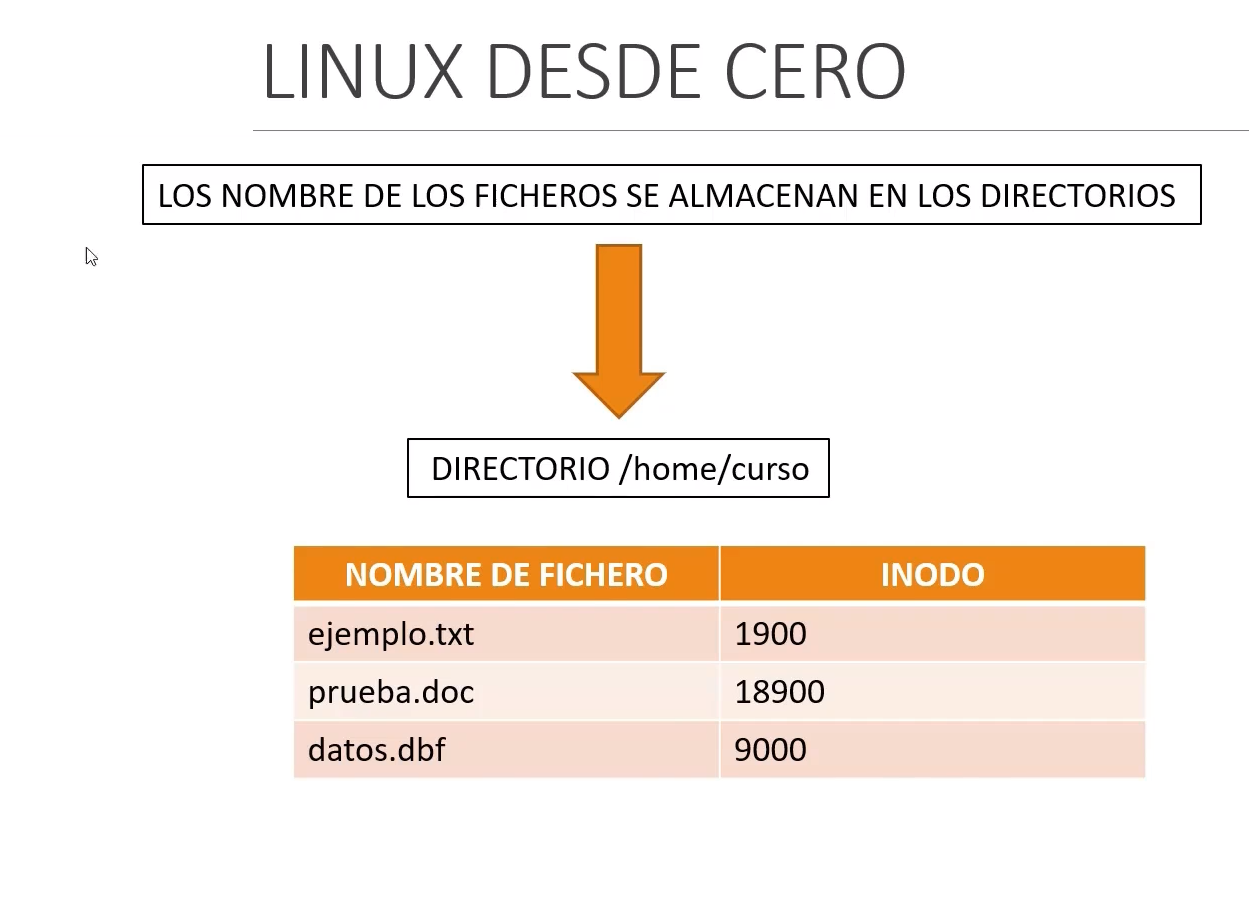 LINUX DESDE CERO
LOS NOMBRE DE LOS FICHEROS SE ALMACENAN EN LOS DIRECTORIOS
DIRECTORIO /home/curso
NOMBRE DE FICHERO INODO
ejemplo.txt 1900
prueba.doc 18900
datos.dbf 9000